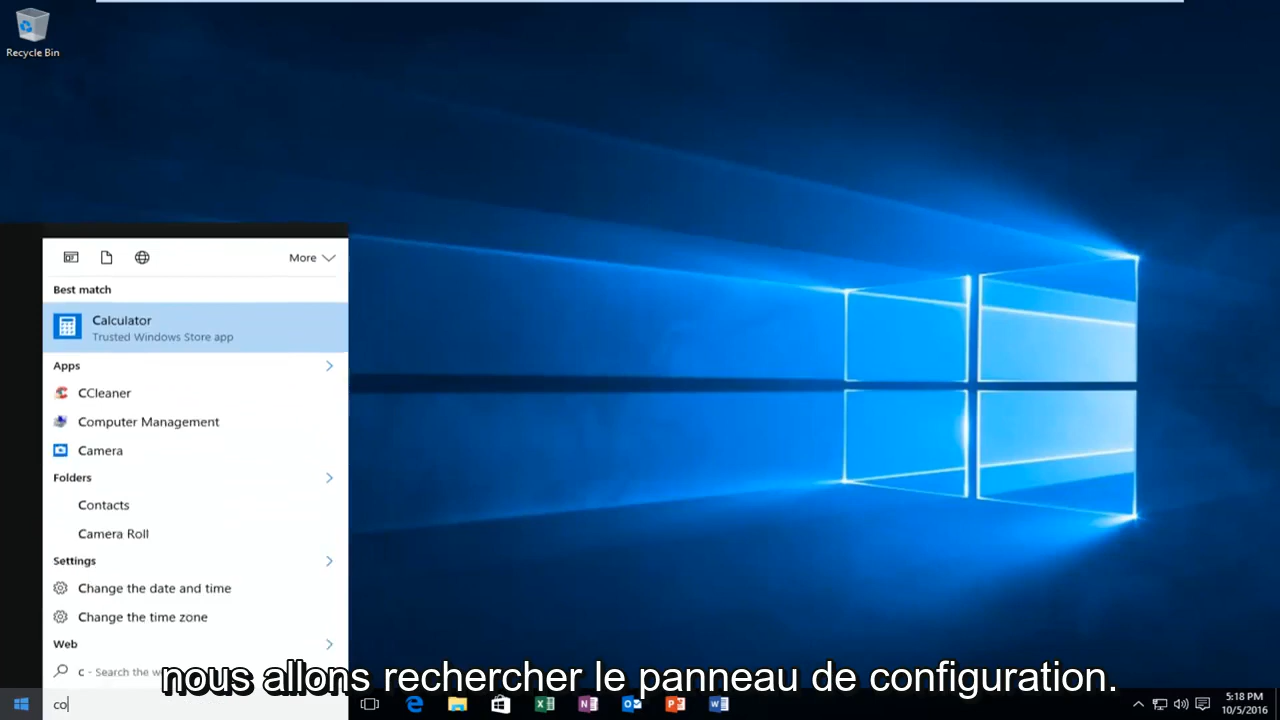 Recycle Bin
More
Best match
Calculator
Trusted Windows Store app
Apps
CCleaner
Computer Management
Camera
Folders
Contacts
Camera Roll
Settings
Change the date and time
Change the time zone
Web
c - Search the
nous allons rechercher le panneau de configuration.
co
5:18 PM
10/5/2016